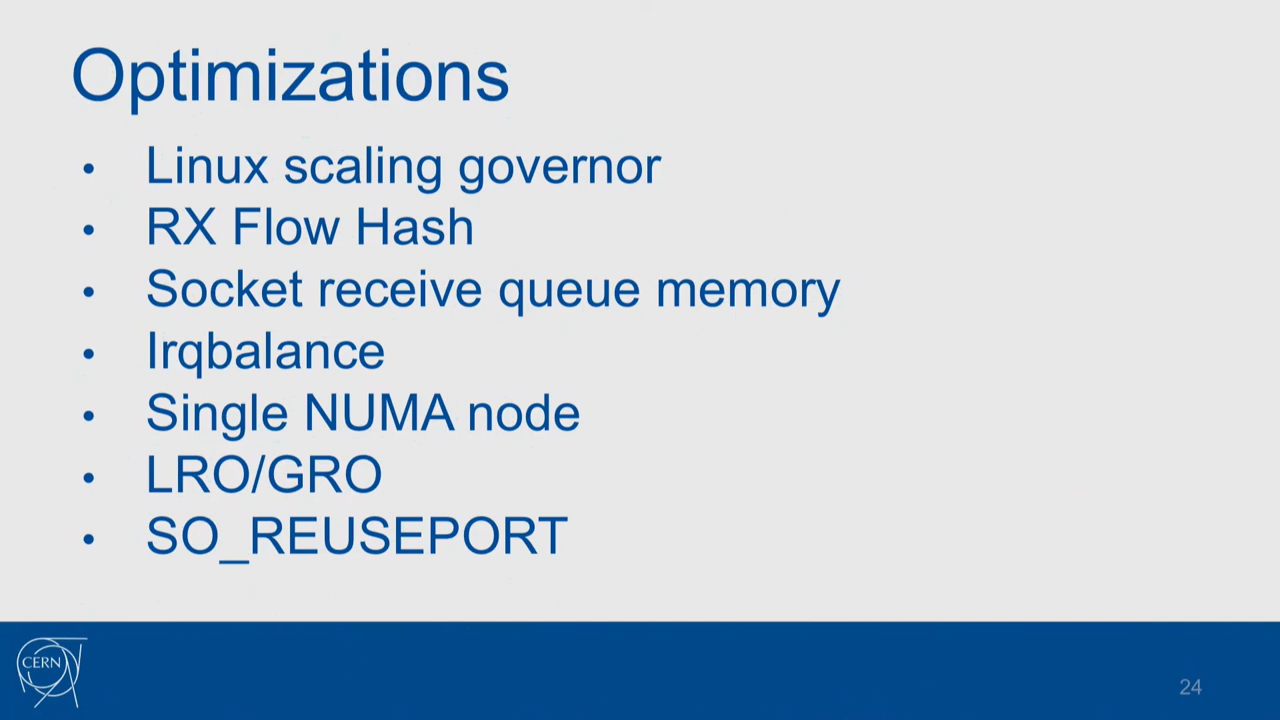 Optimizations
• Linux scaling governor
• RX Flow Hash
• Socket receive queue memory
• Irqbalance
• Single NUMA node
• LRO/GRO
• SO_REUSEPORT
CERN
24